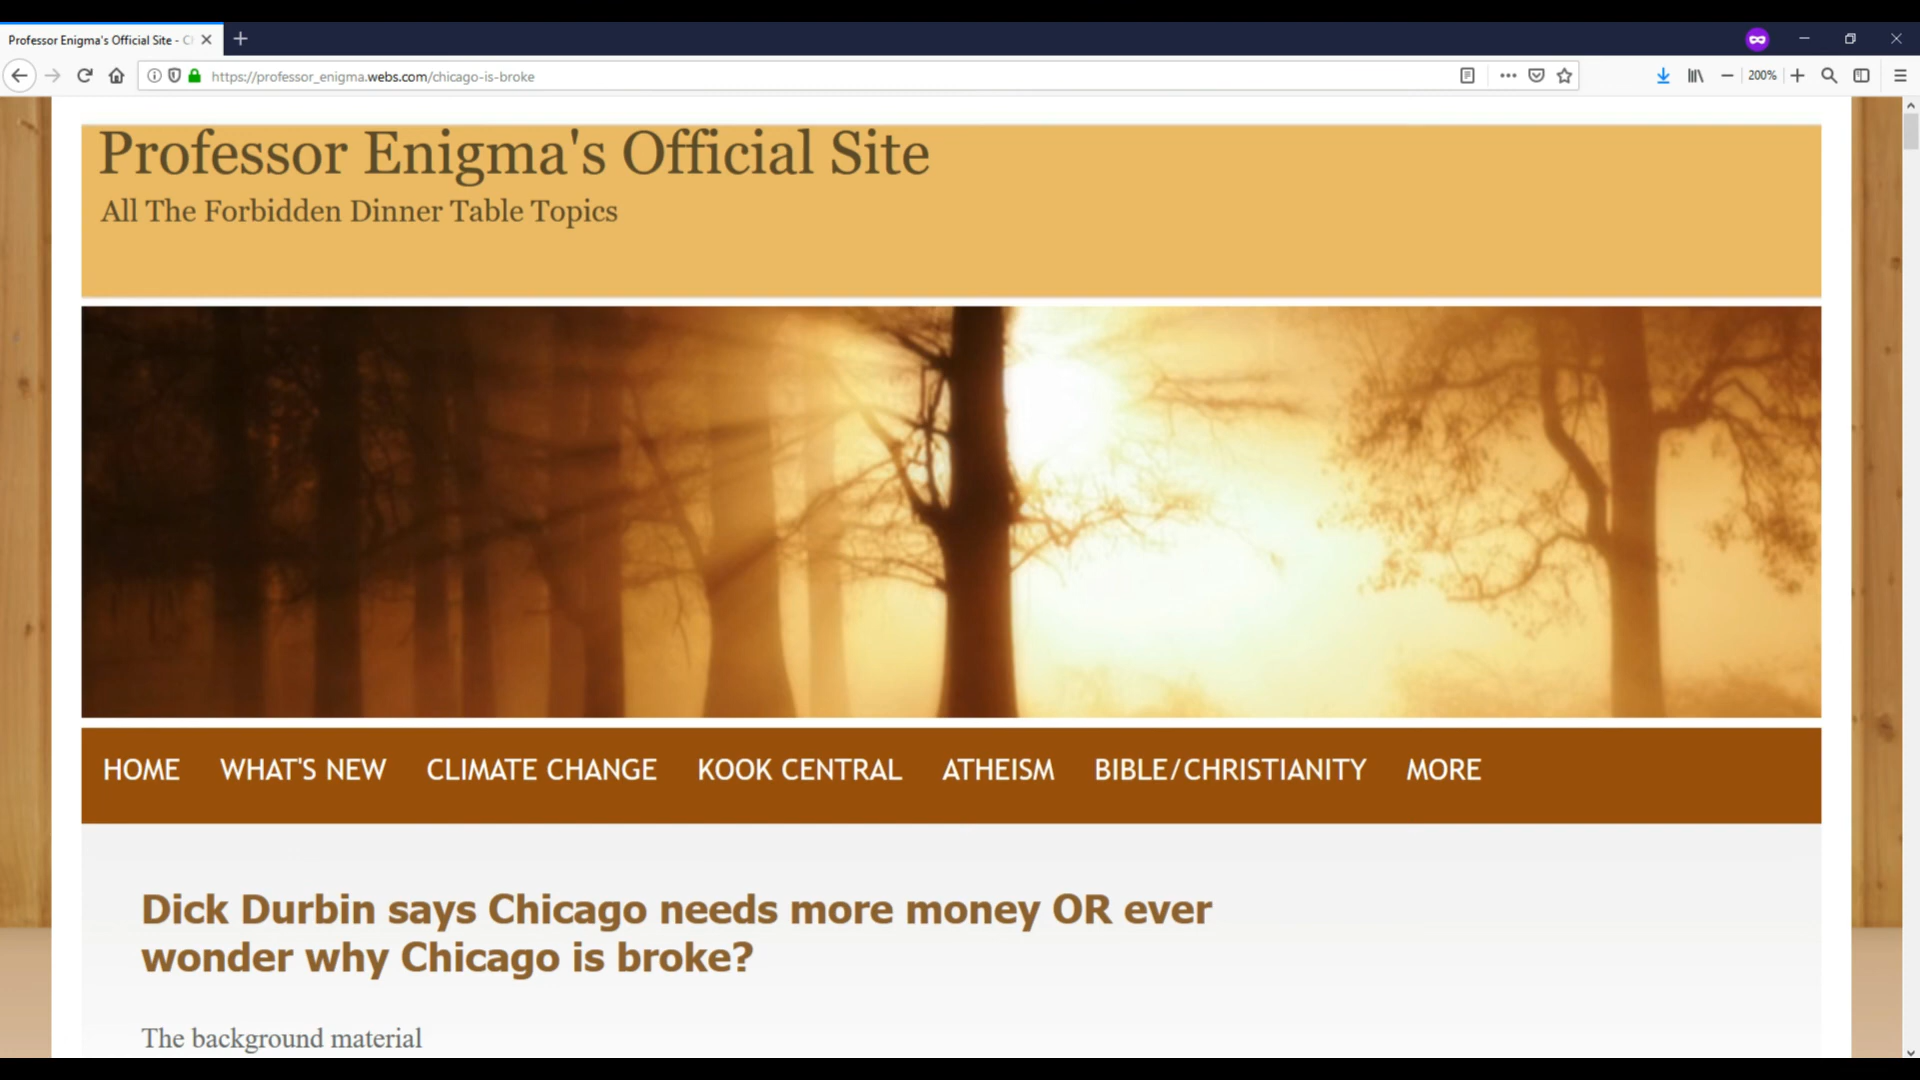 Professor Enigma's Official Site - C
https://professor_enigma.webs.com/chicago-is-broke
200%
Professor Enigma's Official Site
All The Forbidden Dinner Table Topics
HOME WHAT'S NEW CLIMATE CHANGE KOOK CENTRAL ATHEISM BIBLE/CHRISTIANITY MORE
Dick Durbin says Chicago needs more money OR ever
wonder why Chicago is broke?
The background material